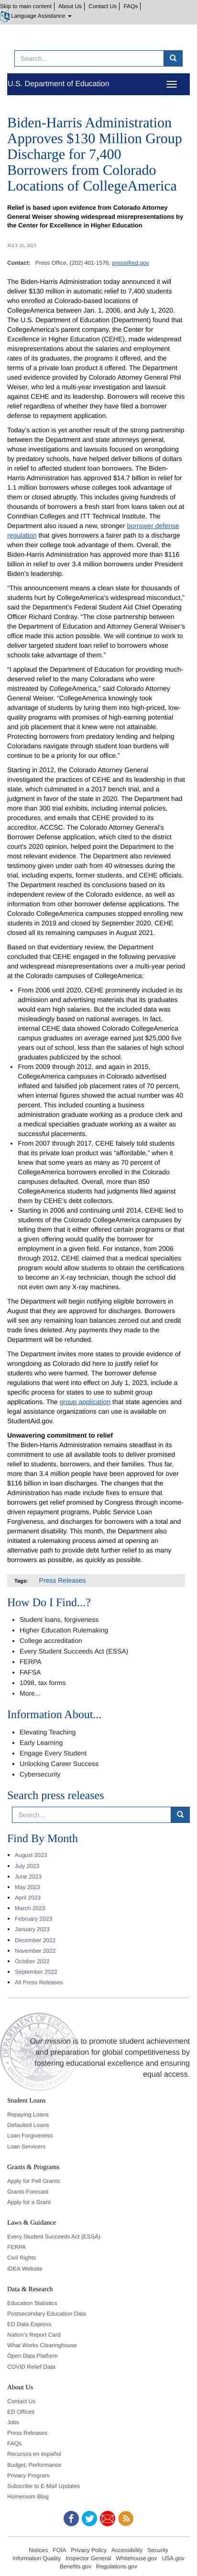 Skip to main content | About Us | Contact Us | FAQs |
Language Assistance
Search...
U.S. Department of Education
Biden-Harris Administration
Approves $130 Million Group
Discharge for 7,400
Borrowers from Colorado
Locations of CollegeAmerica
Relief is based upon evidence from Colorado Attorney
General Weiser showing widespread misrepresentations by
the Center for Excellence in Higher Education
JULY 25, 2023
Contact: Press Office, (202) 401-1576, press@ed.gov
The Biden-Harris Administration today announced it will
deliver $130 million in automatic relief to 7,400 students
who enrolled at Colorado-based locations of
CollegeAmerica between Jan. 1, 2006, and July 1, 2020.
The U.S. Department of Education (Department) found that
CollegeAmerica's parent company, the Center for
Excellence in Higher Education (CEHE), made widespread
misrepresentations about the salaries and employment
rates of its graduates, the programs it offered, and the
terms of a private loan product it offered. The Department
used evidence provided by Colorado Attorney General Phil
Weiser, who led a multi-year investigation and lawsuit
against CEHE and its leadership. Borrowers will receive this
relief regardless of whether they have filed a borrower
defense to repayment application.
Today's action is yet another result of the strong partnership
between the Department and state attorneys general,
whose investigations and lawsuits focused on wrongdoing
by predatory schools, have helped deliver billions of dollars
in relief to affected student loan borrowers. The Biden-
Harris Administration has approved $14.7 billion in relief for
1.1 million borrowers whose colleges took advantage of
them or closed abruptly. This includes giving hundreds of
thousands of borrowers a fresh start who took out loans for
Corinthian Colleges and ITT Technical Institute. The
Department also issued a new stronger borrower defense
regulation that gives borrowers a fairer path to a discharge
when their college took advantage of them. Overall, the
Biden-Harris Administration has approved more than $116
billion in relief to over 3.4 million borrowers under President
Biden's leadership.
"This announcement means a clean slate for thousands of
students hurt by CollegeAmerica's widespread misconduct,"
said the Department's Federal Student Aid Chief Operating
Officer Richard Cordray. "The close partnership between
the Department of Education and Attorney General Weiser's
office made this action possible. We will continue to work to
deliver targeted student loan relief to borrowers whose
schools take advantage of them."
"I applaud the Department of Education for providing much-
deserved relief to the many Coloradans who were
mistreated by CollegeAmerica," said Colorado Attorney
General Weiser. "CollegeAmerica knowingly took
advantage of students by luring them into high-priced, low-
quality programs with promises of high-earning potential
and job placement that it knew were not attainable.
Protecting borrowers from predatory lending and helping
Coloradans navigate through student loan burdens will
continue to be a priority for our office."
Starting in 2012, the Colorado Attorney General
investigated the practices of CEHE and its leadership in that
state, which culminated in a 2017 bench trial, and a
judgment in favor of the state in 2020. The Department had
more than 300 trial exhibits, including internal policies,
procedures, and emails that CEHE provided to its
accreditor, ACCSC. The Colorado Attorney General's
Borrower Defense application, which cited to the district
court's 2020 opinion, helped point the Department to the
most relevant evidence. The Department also reviewed
testimony given under oath from 40 witnesses during the
trial, including experts, former students, and CEHE officials.
The Department reached its conclusions based on its
independent review of the Colorado evidence, as well as
information from borrower defense applications. The
Colorado CollegeAmerica campuses stopped enrolling new
students in 2019 and closed by September 2020. CEHE
closed all its remaining campuses in August 2021.
Based on that evidentiary review, the Department
concluded that CEHE engaged in the following pervasive
and widespread misrepresentations over a multi-year period
at the Colorado locations of CollegeAmerica:
• From 2006 until 2020, CEHE prominently included in its
admission and advertising materials that its graduates
would earn high salaries. But the included data was
misleadingly based on national averages. In fact,
internal CEHE data showed Colorado CollegeAmerica
campus graduates on average earned just $25,000 five
years out of school, less than the salaries of high school
graduates published by the school.
• From 2009 through 2012, and again in 2015,
CollegeAmerica campuses in Colorado advertised
inflated and falsified job placement rates of 70 percent,
when internal figures showed the actual number was 40
percent. This included counting a business
administration graduate working as a produce clerk and
a medical specialties graduate working as a waiter as
successful placements.
• From 2007 through 2017, CEHE falsely told students
that its private loan product was "affordable," when it
knew that some years as many as 70 percent of
CollegeAmerica borrowers enrolled in the Colorado
campuses defaulted. Overall, more than 850
CollegeAmerica students had judgments filed against
them by CEHE's debt collectors.
• Starting in 2006 and continuing until 2014, CEHE lied to
students of the Colorado CollegeAmerica campuses by
telling them that it offered certain programs that it did
not or that they would qualify them for
employment in a given field. For instance, from 2006
through 2012, CEHE claimed that a medical specialties
major would allow students to obtain the certifications
to become an X-ray technician, though the school did
not even own any X-ray machines.
The Department will begin notifying eligible borrowers in
August that they are approved for discharges. Borrowers will
see any remaining loan balances zeroed out and credit
trade lines deleted. Any payments they made to the
Department will be refunded.
The Department invites more states to provide evidence of
wrongdoing as Colorado did here to justify relief for
students who were harmed. The new borrower defense
regulations that went into effect on July 1, 2023, include a
specific process for states to use to submit group
applications. The group application that state agencies and
legal assistance organizations can use is available on
StudentAid.gov.
Unwavering commitment to relief
The Biden-Harris Administration remains steadfast in its
commitment to use all tools available to deliver relief to
borrowers, and their families, and their communities. Thus
far, more than 3.4 million people have been approved for
$116 billion in targeted loan discharges. The changes that
the Administration has made include fixes to ensure that
borrowers get relief promised by Congress through income-
driven repayment programs, Public Service Loan
Forgiveness, and discharges for borrowers with a total and
permanent disability. This month, the Department also
initiated a rulemaking process aimed at opening an
alternative path to provide debt further relief to as many
borrowers as possible, as quickly as possible.
Tags: Press Releases
How Do I Find...?
• Student loans, forgiveness
• Higher Education Rulemaking
• College accreditation
• Every Student Succeeds Act (ESSA)
• FERPA
• FAFSA
• 1098, tax forms
• More...
Information About...
• Elevating Teaching
• Early Learning
• Engage Every Student
• Unlocking Career Success
• Cybersecurity
Search press releases
Search...
Find By Month
• August 2023
• July 2023
• June 2023
• May 2023
• April 2023
• March 2023
• February 2023
• January 2023
• December 2022
• November 2022
• October 2022
• September 2022
• All Press Releases
Our mission is to promote student achievement
and preparation for global competitiveness by
fostering educational excellence and ensuring
equal access.
Student Loans
Repaying Loans
Defaulted Loans
Loan Forgiveness
Loan Servicers
Grants & Programs
Apply for Pell Grants
Grants Forecast
Apply for a Grant
Laws & Guidance
Every Student Succeeds Act (ESSA)
FERPA
Civil Rights
IDEA Website
Data & Research
Education Statistics
Postsecondary Education Data
ED Data Express
Nation's Report Card
What Works Clearinghouse
Open Data Platform
COVID Relief Data
About Us
Contact Us
ED Offices
Jobs
Press Releases
FAQs
Recursos en español
Budget, Performance
Privacy Program
Subscribe to E-Mail Updates
Homeroom Blog
Notices FOIA Privacy Policy Accessibility Security
Information Quality Inspector General Whitehouse.gov USA.gov
Benefits.gov Regulations.gov